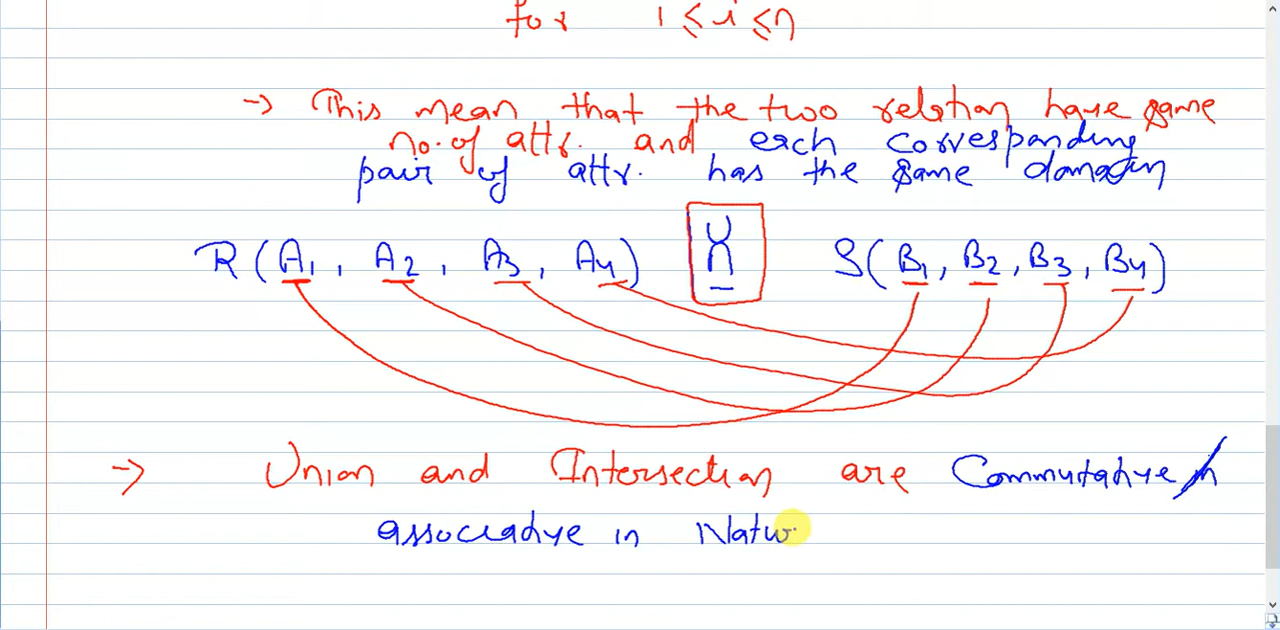 for 1 ≤ i ≤ n
→ This mean that the two relation have same
no. of attr. and each corresponding
pair of attr. has the same domain
R (A1, A2, A3, A4) S(B1, B2, B3, B4)
→ Union and Intersection are Commutative /
associative in Natu